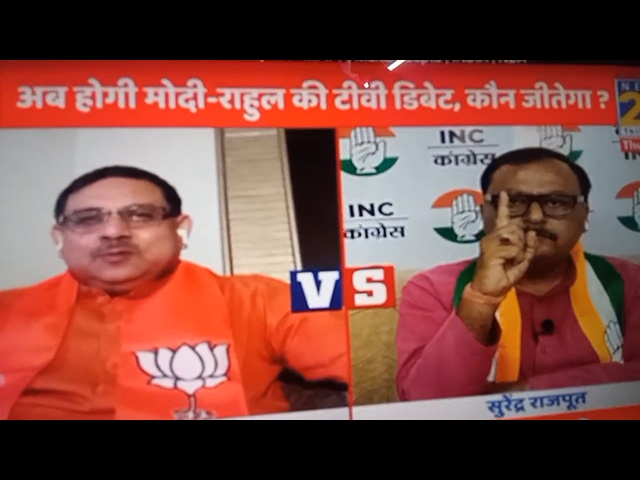 अब होगी मोदी-राहुल की टीवी डिबेट, कौन जीतेगा ?
INC
कांग्रेस
INC
कांग्रेस
VS
सुरेंद्र राजपूत